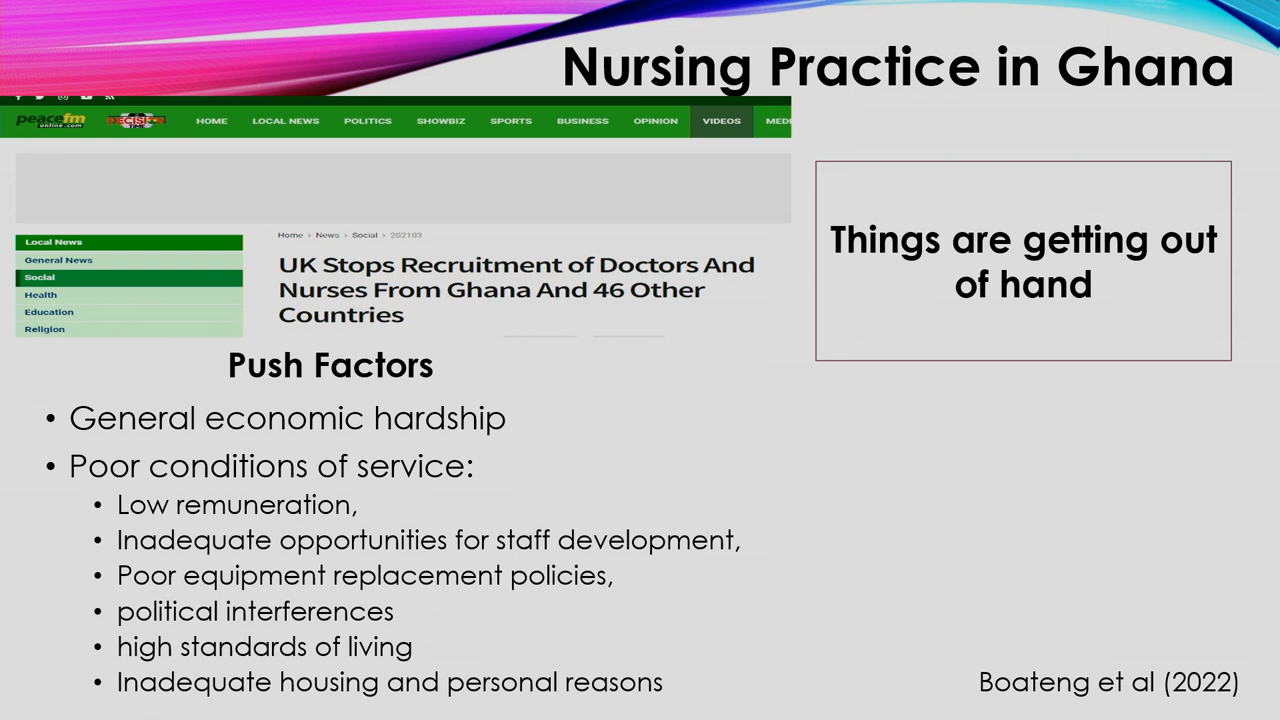 Nursing Practice in Ghana
peacefm
online.com
DECISION
HOME LOCAL NEWS POLITICS SHOWBIZ SPORTS BUSINESS OPINION VIDEOS
Things are getting out
of hand
Local News
General News
Social
Health
Education
Religion
Home > News > Social > 202103
UK Stops Recruitment of Doctors And
Nurses From Ghana And 46 Other
Countries
Push Factors
• General economic hardship
• Poor conditions of service:
• Low remuneration,
• Inadequate opportunities for staff development,
• Poor equipment replacement policies,
• political interferences
• high standards of living
• Inadequate housing and personal reasons
Boateng et al (2022)